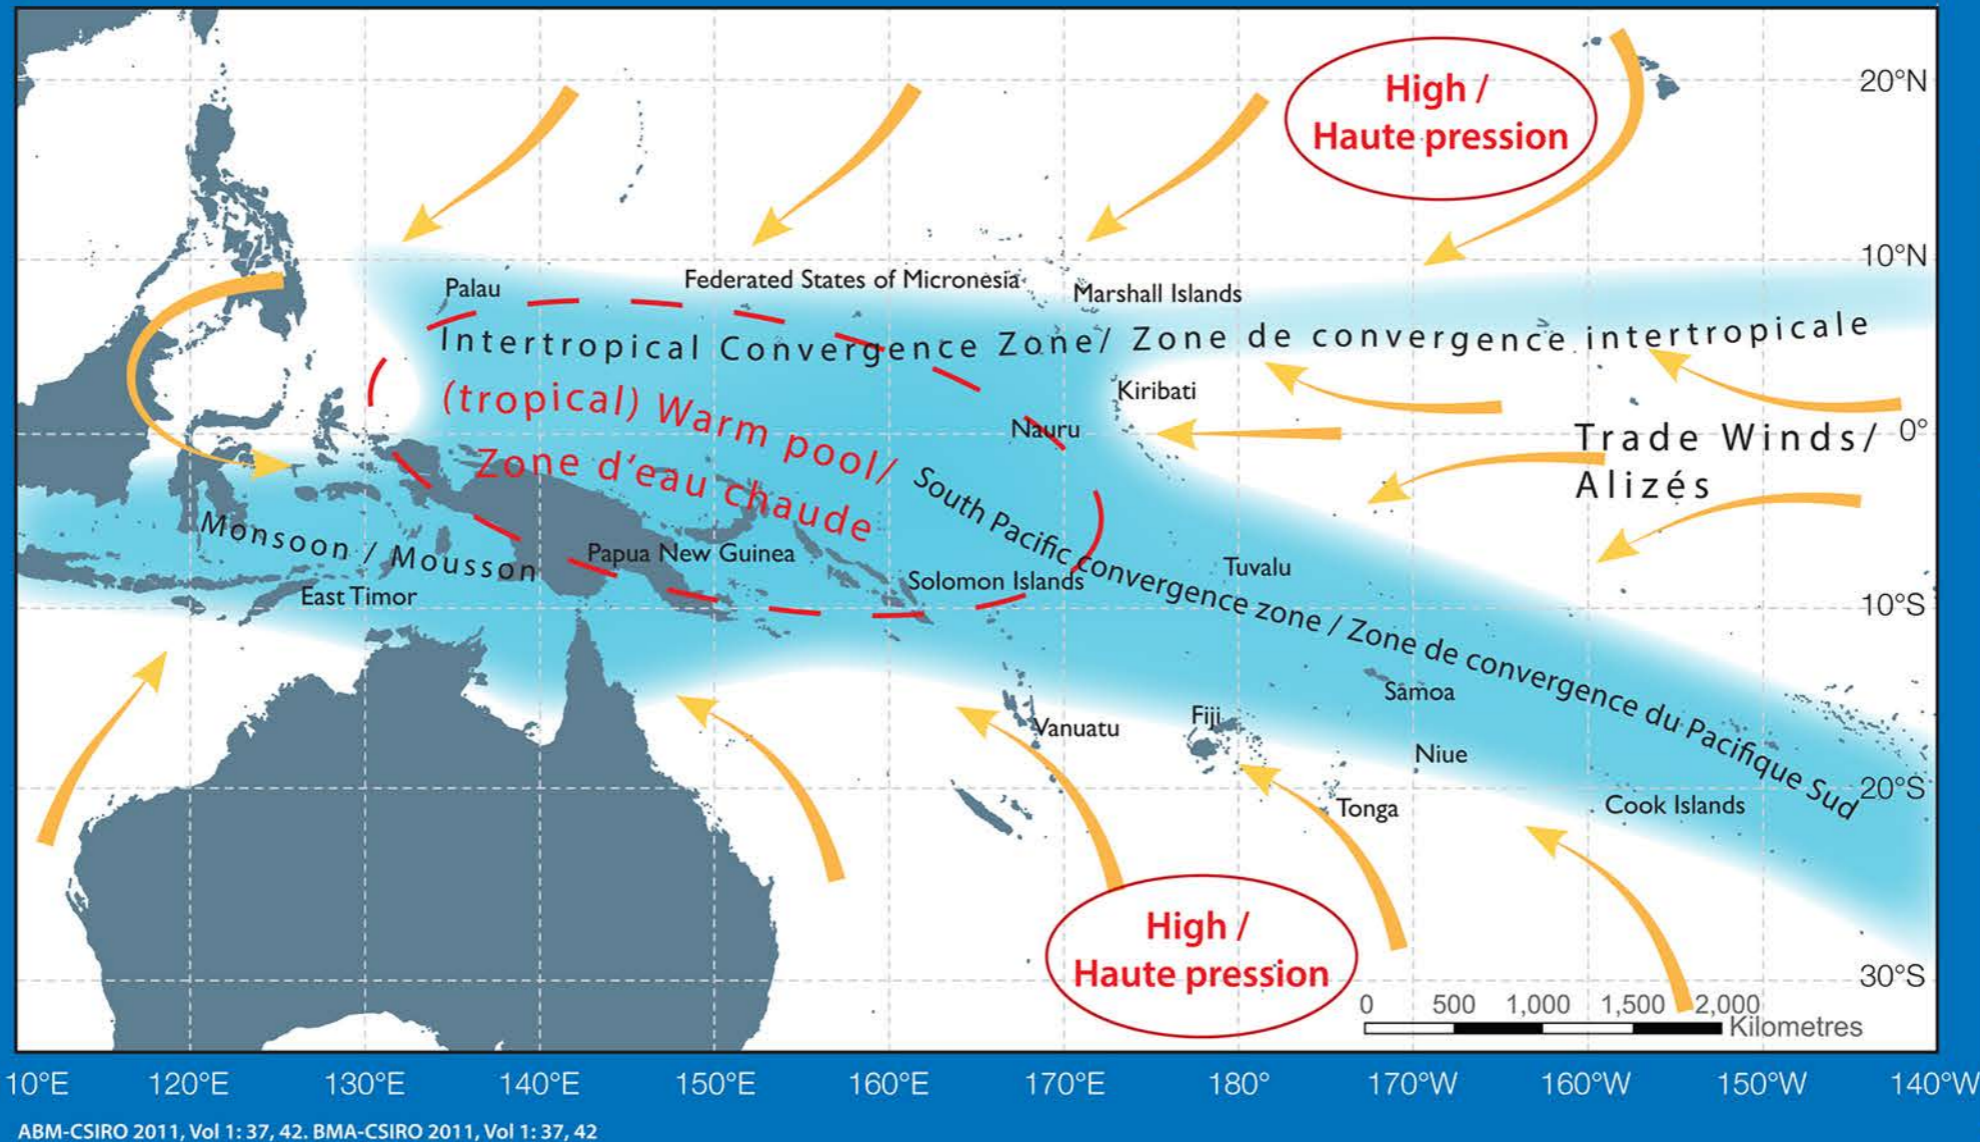 High /
Haute pression
20°N
10°N
Palau
Federated States of Micronesia
Marshall Islands
Intertropical Convergence Zone/ Zone de convergence intertropicale
(tropical) Warm pool/
Zone d'eau chaude
Kiribati
Nauru
Trade Winds/
Alizés
0°
South Pacific convergence zone / Zone de convergence du Pacifique Sud
Monsoon / Mousson
Papua New Guinea
East Timor
Solomon Islands
Tuvalu
10°S
Samoa
Vanuatu
Fiji
Niue
Tonga
Cook Islands
20°S
High /
Haute pression
30°S
0 500 1,000 1,500 2,000
Kilometres
10°E 120°E 130°E 140°E 150°E 160°E 170°E 180° 170°W 160°W 150°W 140°W
ABM-CSIRO 2011, Vol 1: 37, 42. BMA-CSIRO 2011, Vol 1: 37, 42